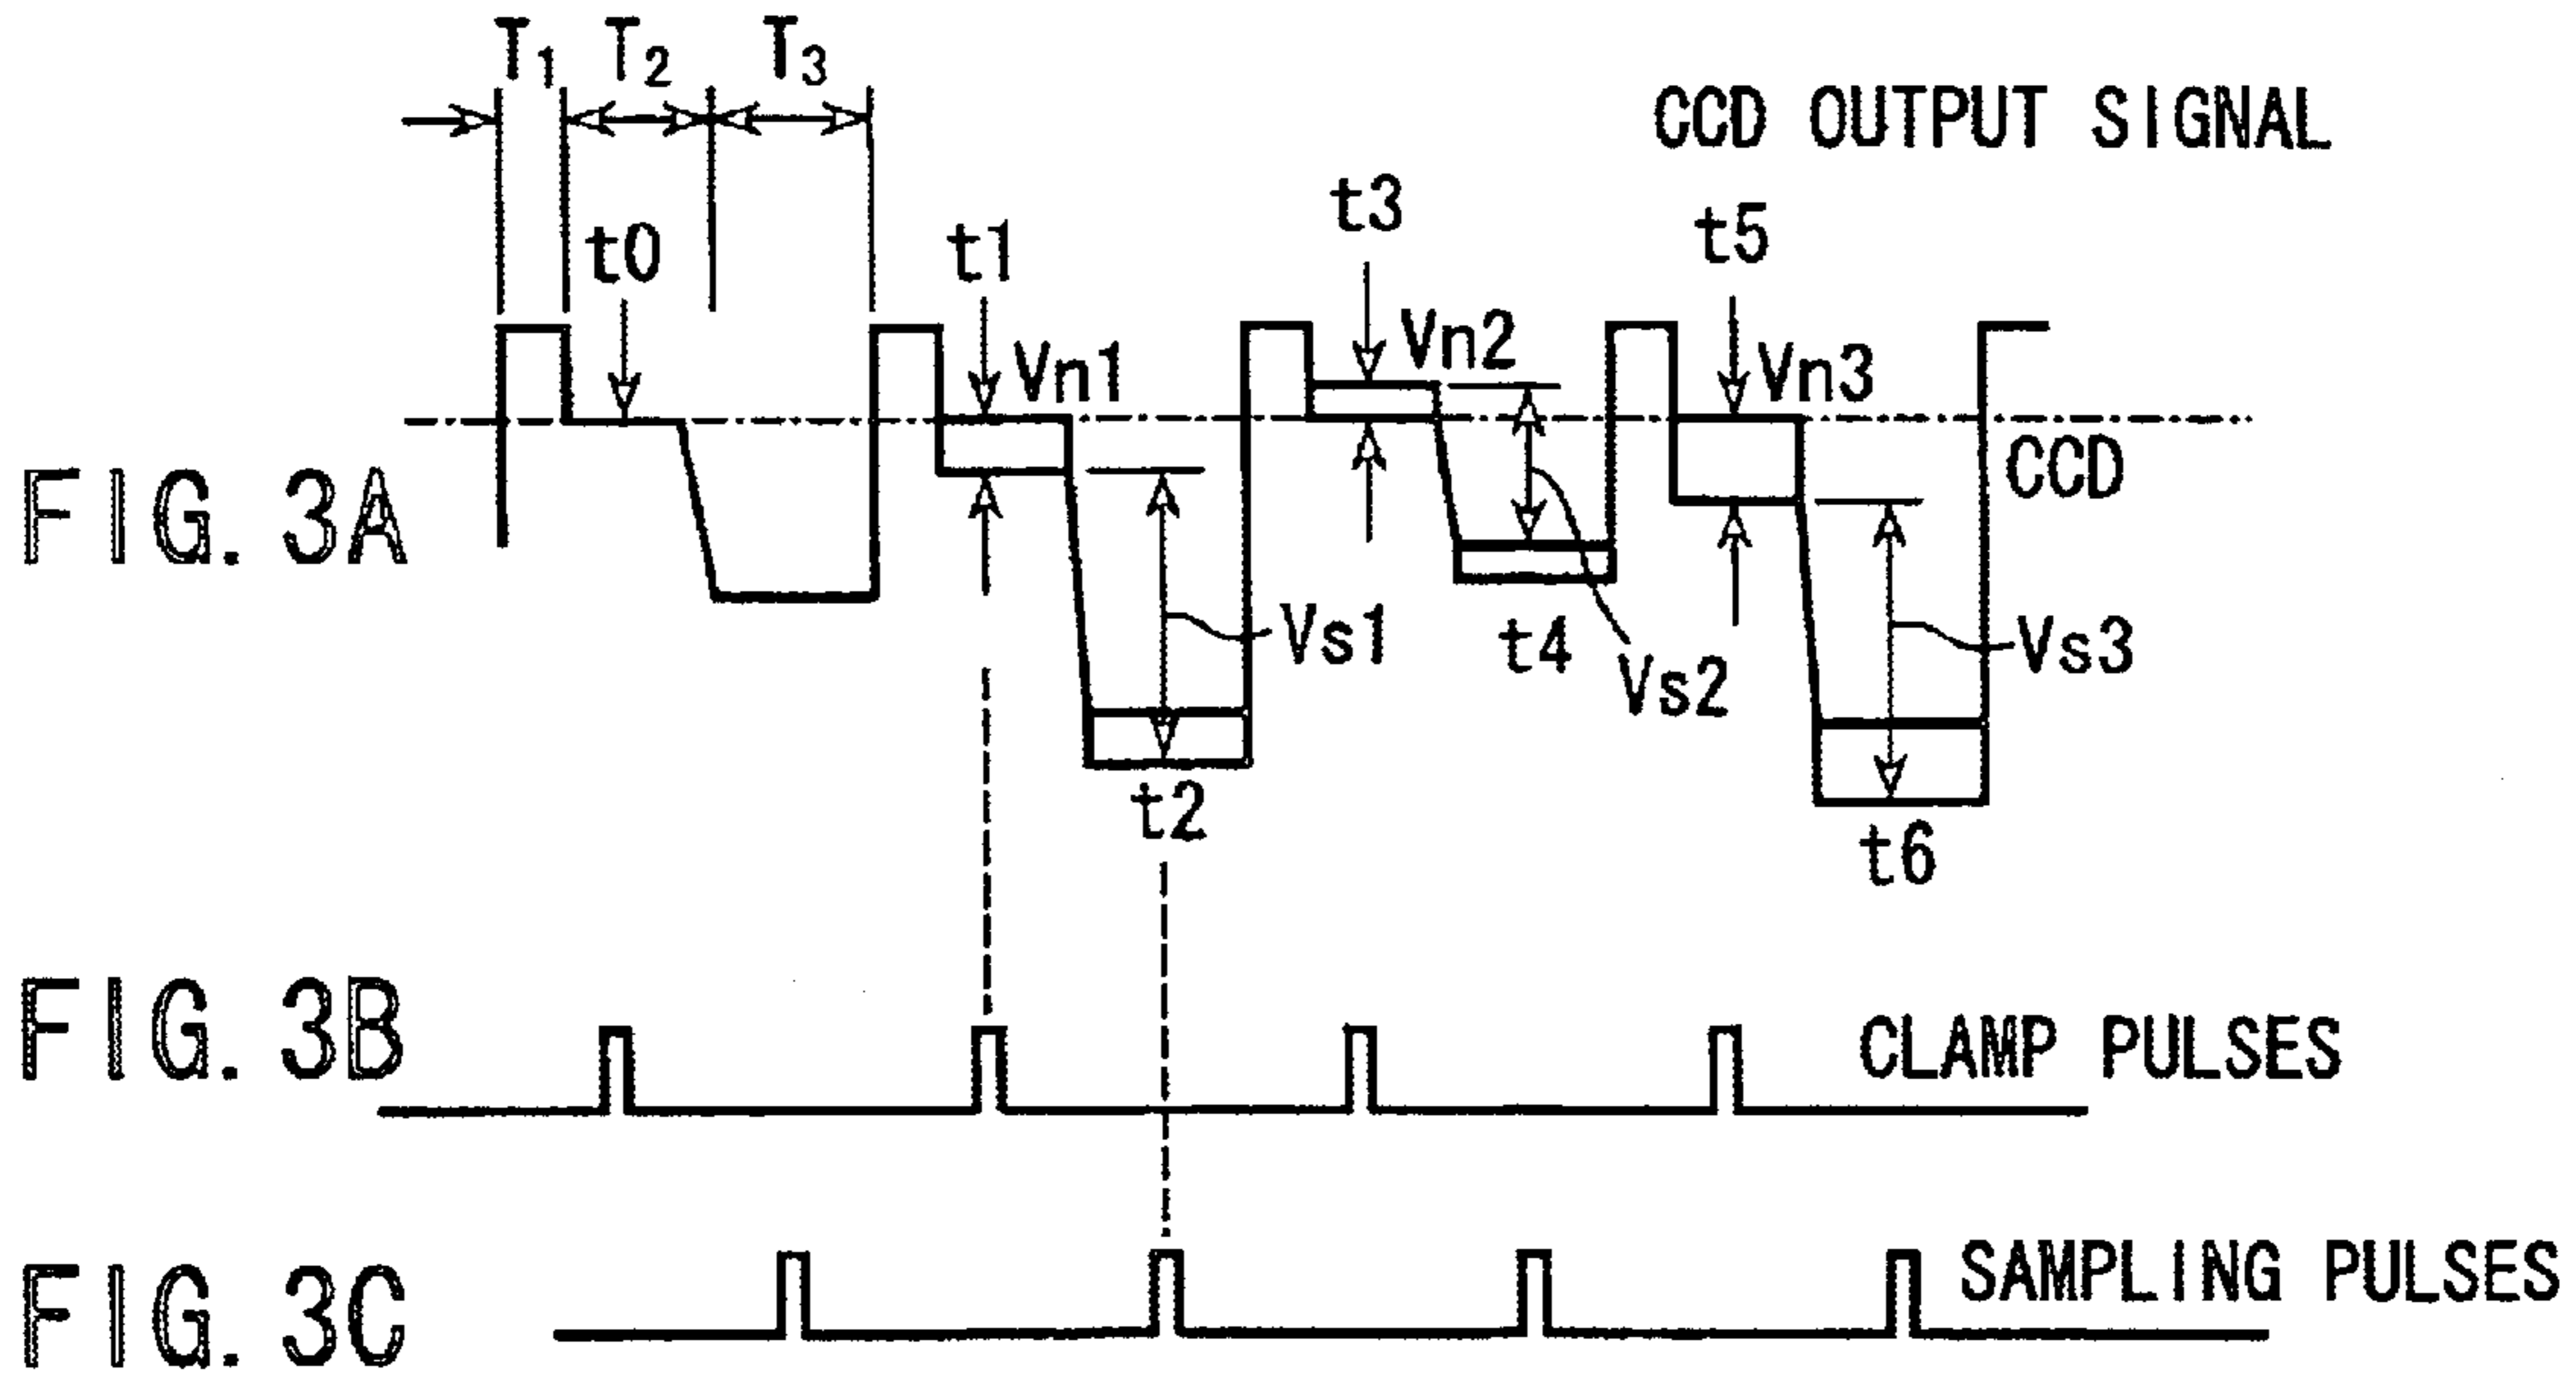 T1 T2 T3
CCD OUTPUT SIGNAL
t0 t1 t3 t5
Vn1 Vn2 Vn3
CCD
FIG. 3A
Vs1 t4 Vs2 Vs3
t2 t6
FIG. 3B
CLAMP PULSES
FIG. 3C
SAMPLING PULSES